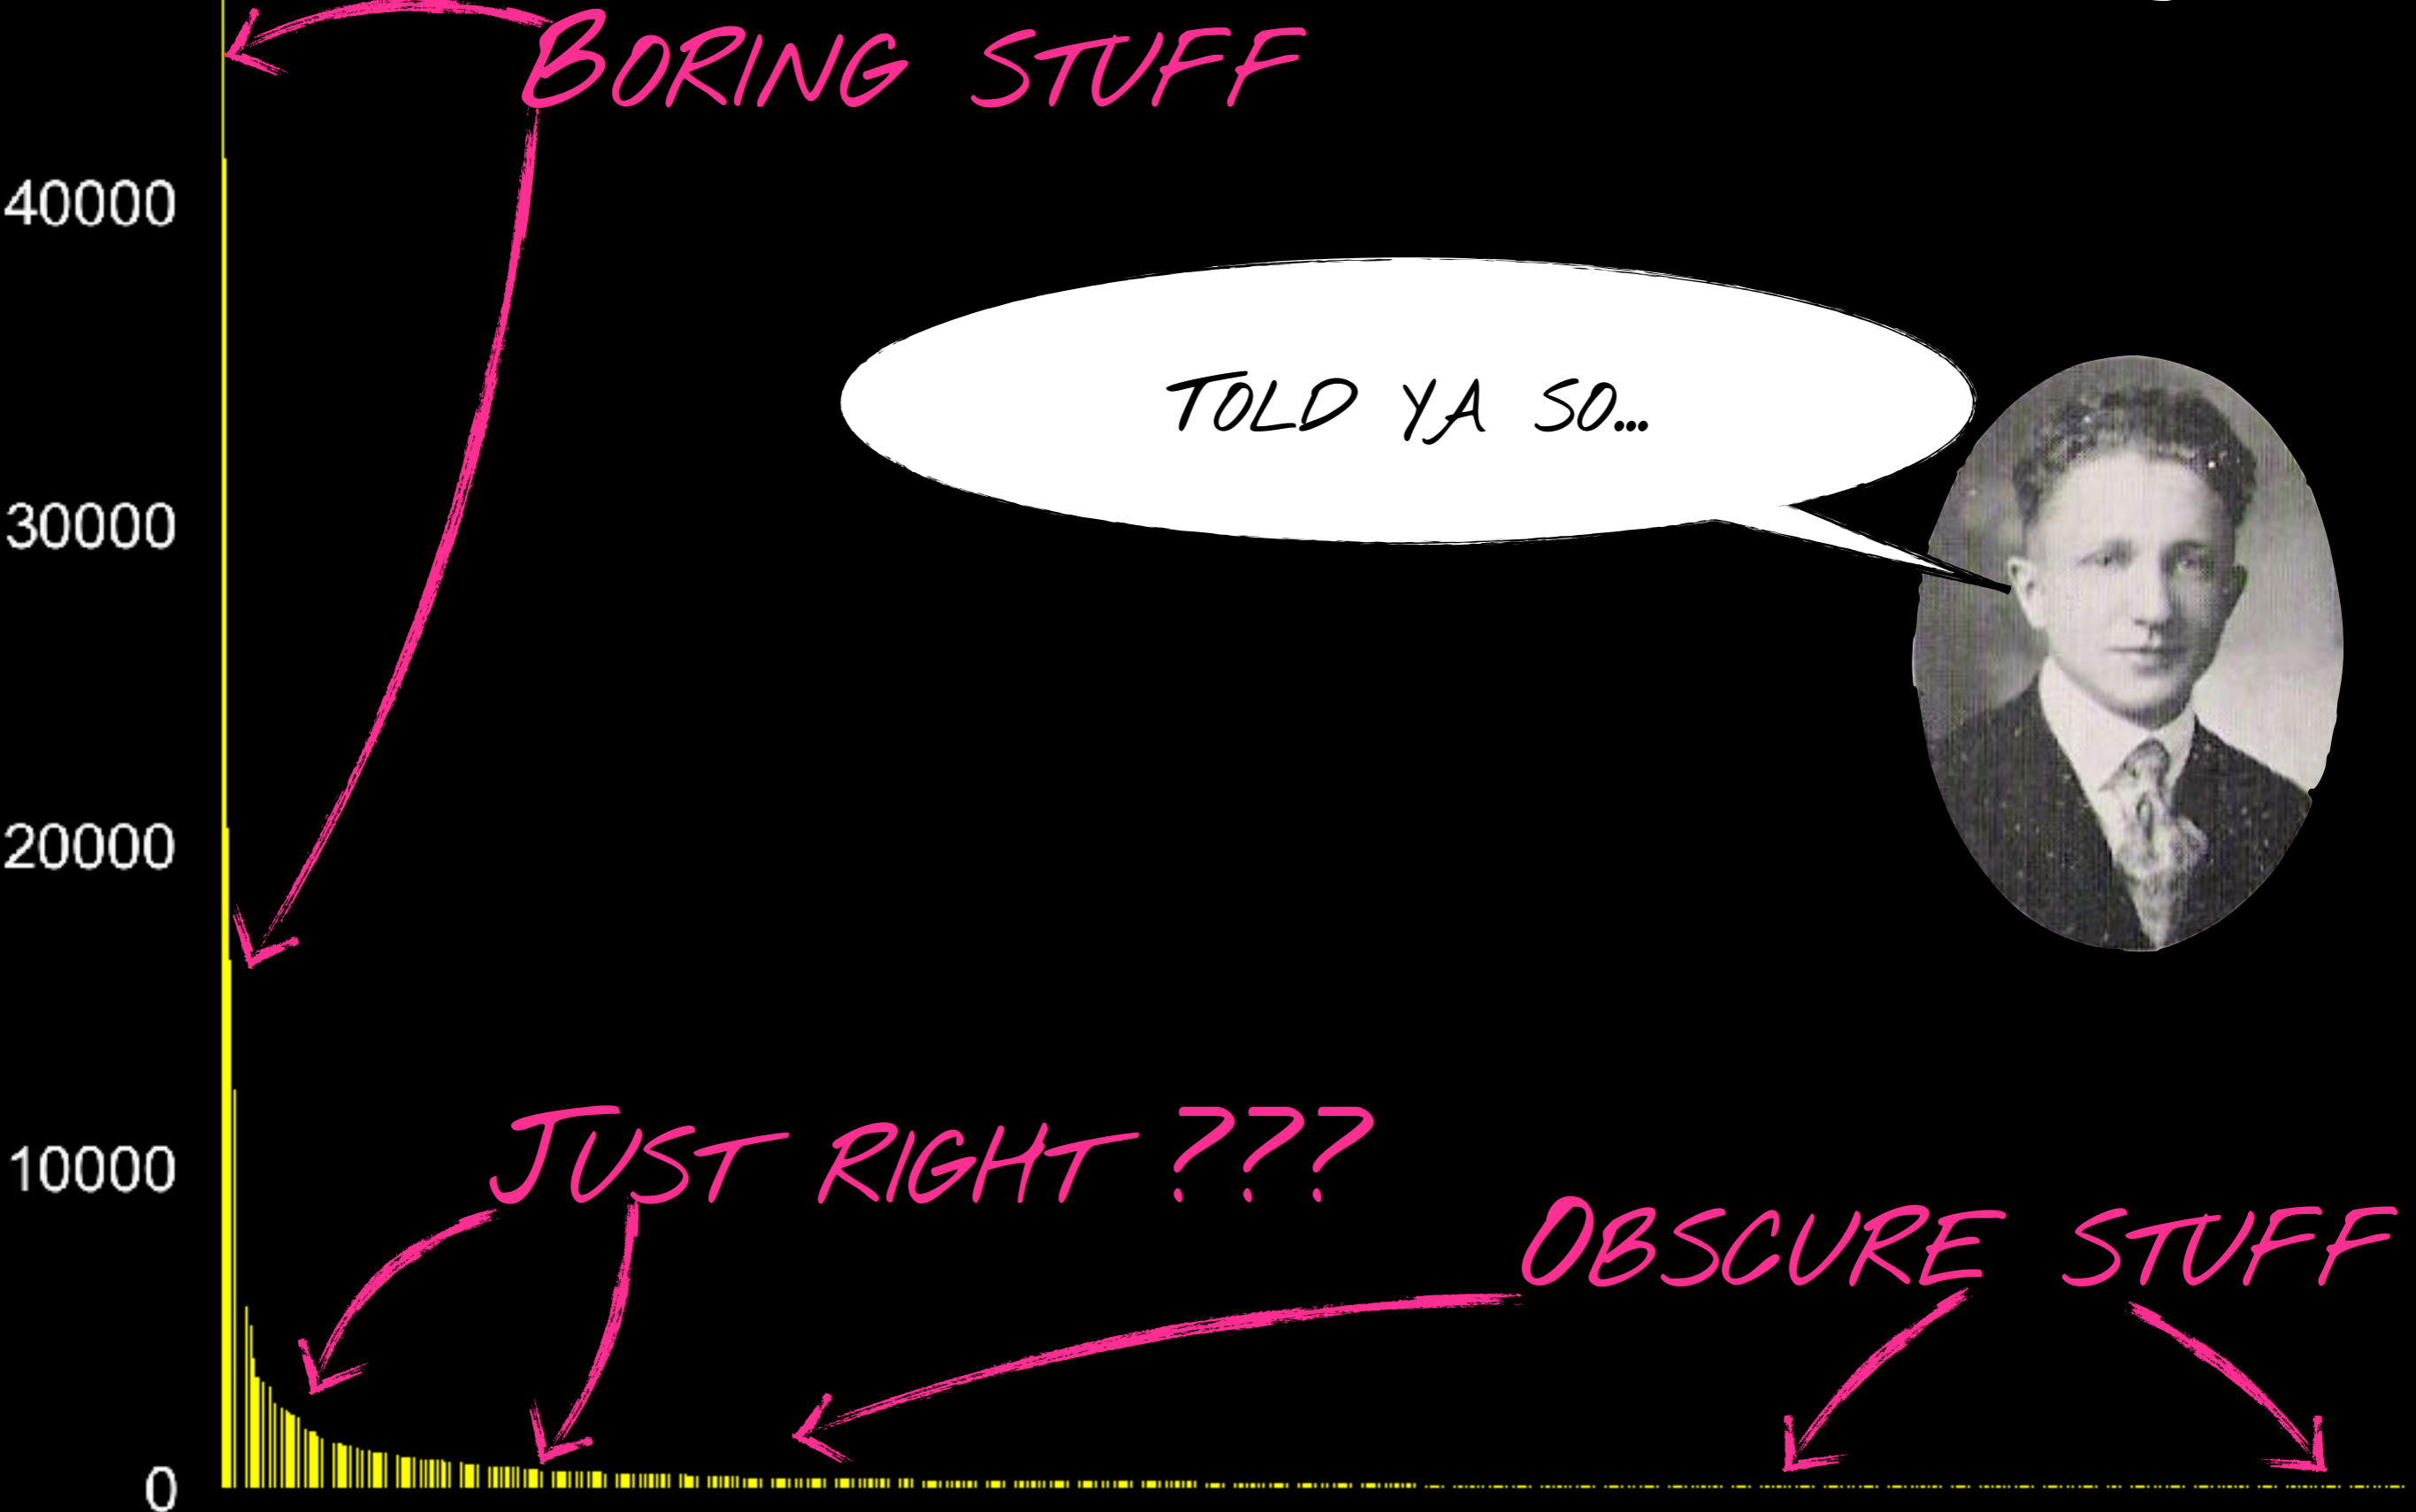 BORING STUFF
40000
TOLD YA SO...
30000
20000
JUST RIGHT ???
10000
OBSCURE STUFF
0